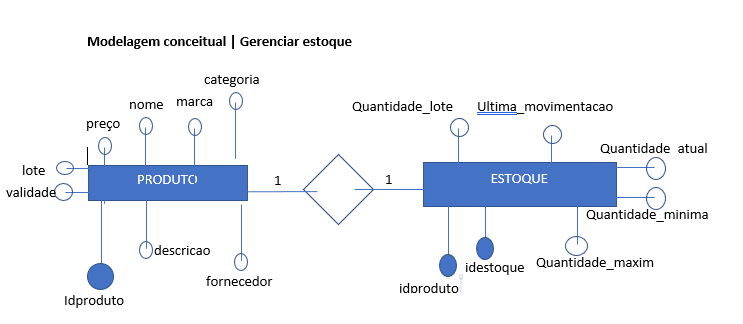 Modelagem conceitual | Gerenciar estoque
categoria
nome
marca
preço
lote
validade
PRODUTO
descricao
fornecedor
Idproduto
1
1
Quantidade_lote
Ultima_movimentacao
Quantidade atual
ESTOQUE
Quantidade_minima
Quantidade_maxim
idestoque
idproduto